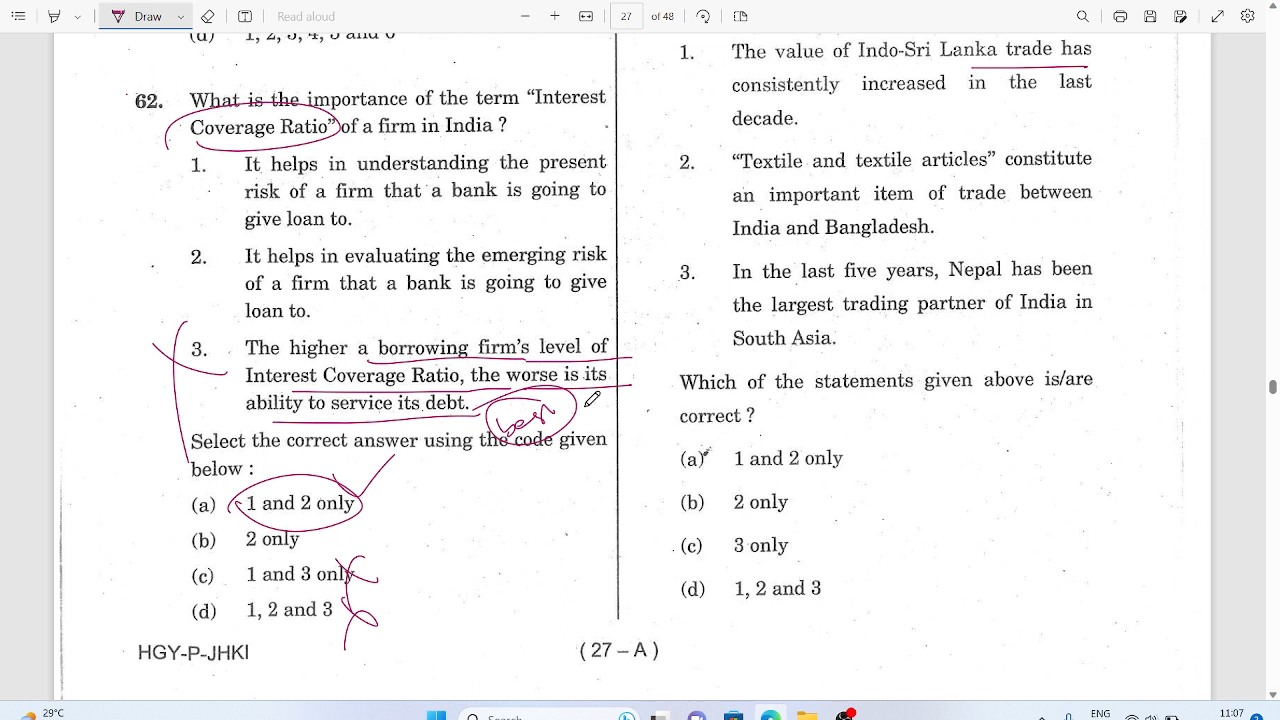 Draw
Read aloud
27
of 48
(d) 1, 2, 3, 4, 5 and 6
62. What is the importance of the term “Interest
Coverage Ratio” of a firm in India ?
1. It helps in understanding the present
risk of a firm that a bank is going to
give loan to.
2. It helps in evaluating the emerging risk
of a firm that a bank is going to give
loan to.
3. The higher a borrowing firm’s level of
Interest Coverage Ratio, the worse is its
ability to service its debt.
Select the correct answer using the code given
below :
(a) 1 and 2 only
(b) 2 only
(c) 1 and 3 only
(d) 1, 2 and 3
1. The value of Indo-Sri Lanka trade has
consistently increased in the last
decade.
2. “Textile and textile articles” constitute
an important item of trade between
India and Bangladesh.
3. In the last five years, Nepal has been
the largest trading partner of India in
South Asia.
Which of the statements given above is/are
correct ?
(a) 1 and 2 only
(b) 2 only
(c) 3 only
(d) 1, 2 and 3
HGY-P-JHKI
( 27 – A )
29°C
Search
ENG
11:07